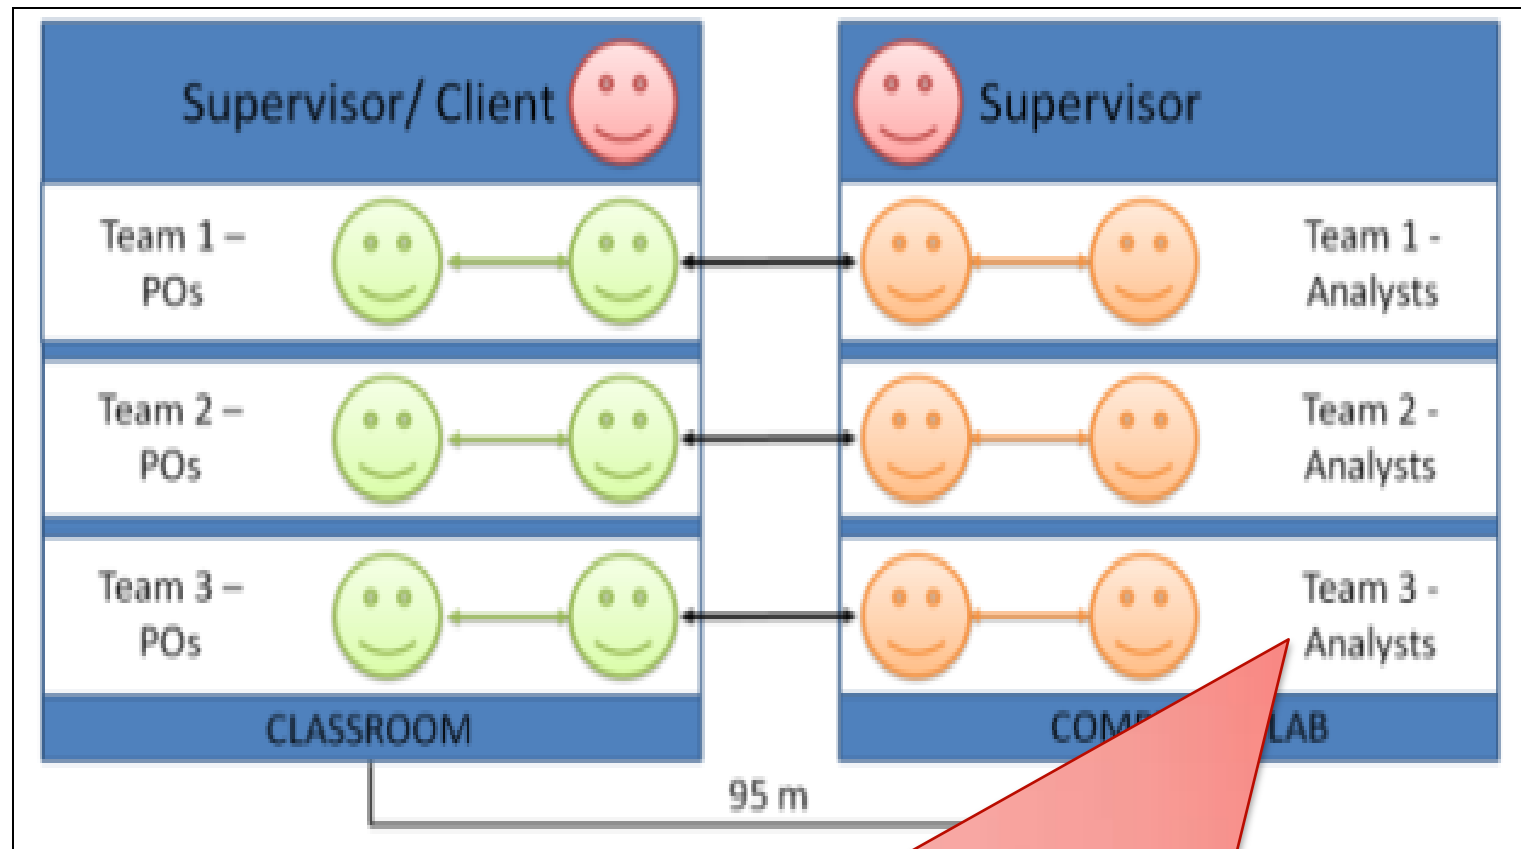 Supervisor/ Client
Supervisor
Team 1 –
POs
Team 1 -
Analysts
Team 2 –
POs
Team 2 -
Analysts
Team 3 –
POs
Team 3 -
Analysts
CLASSROOM
LAB
95 m